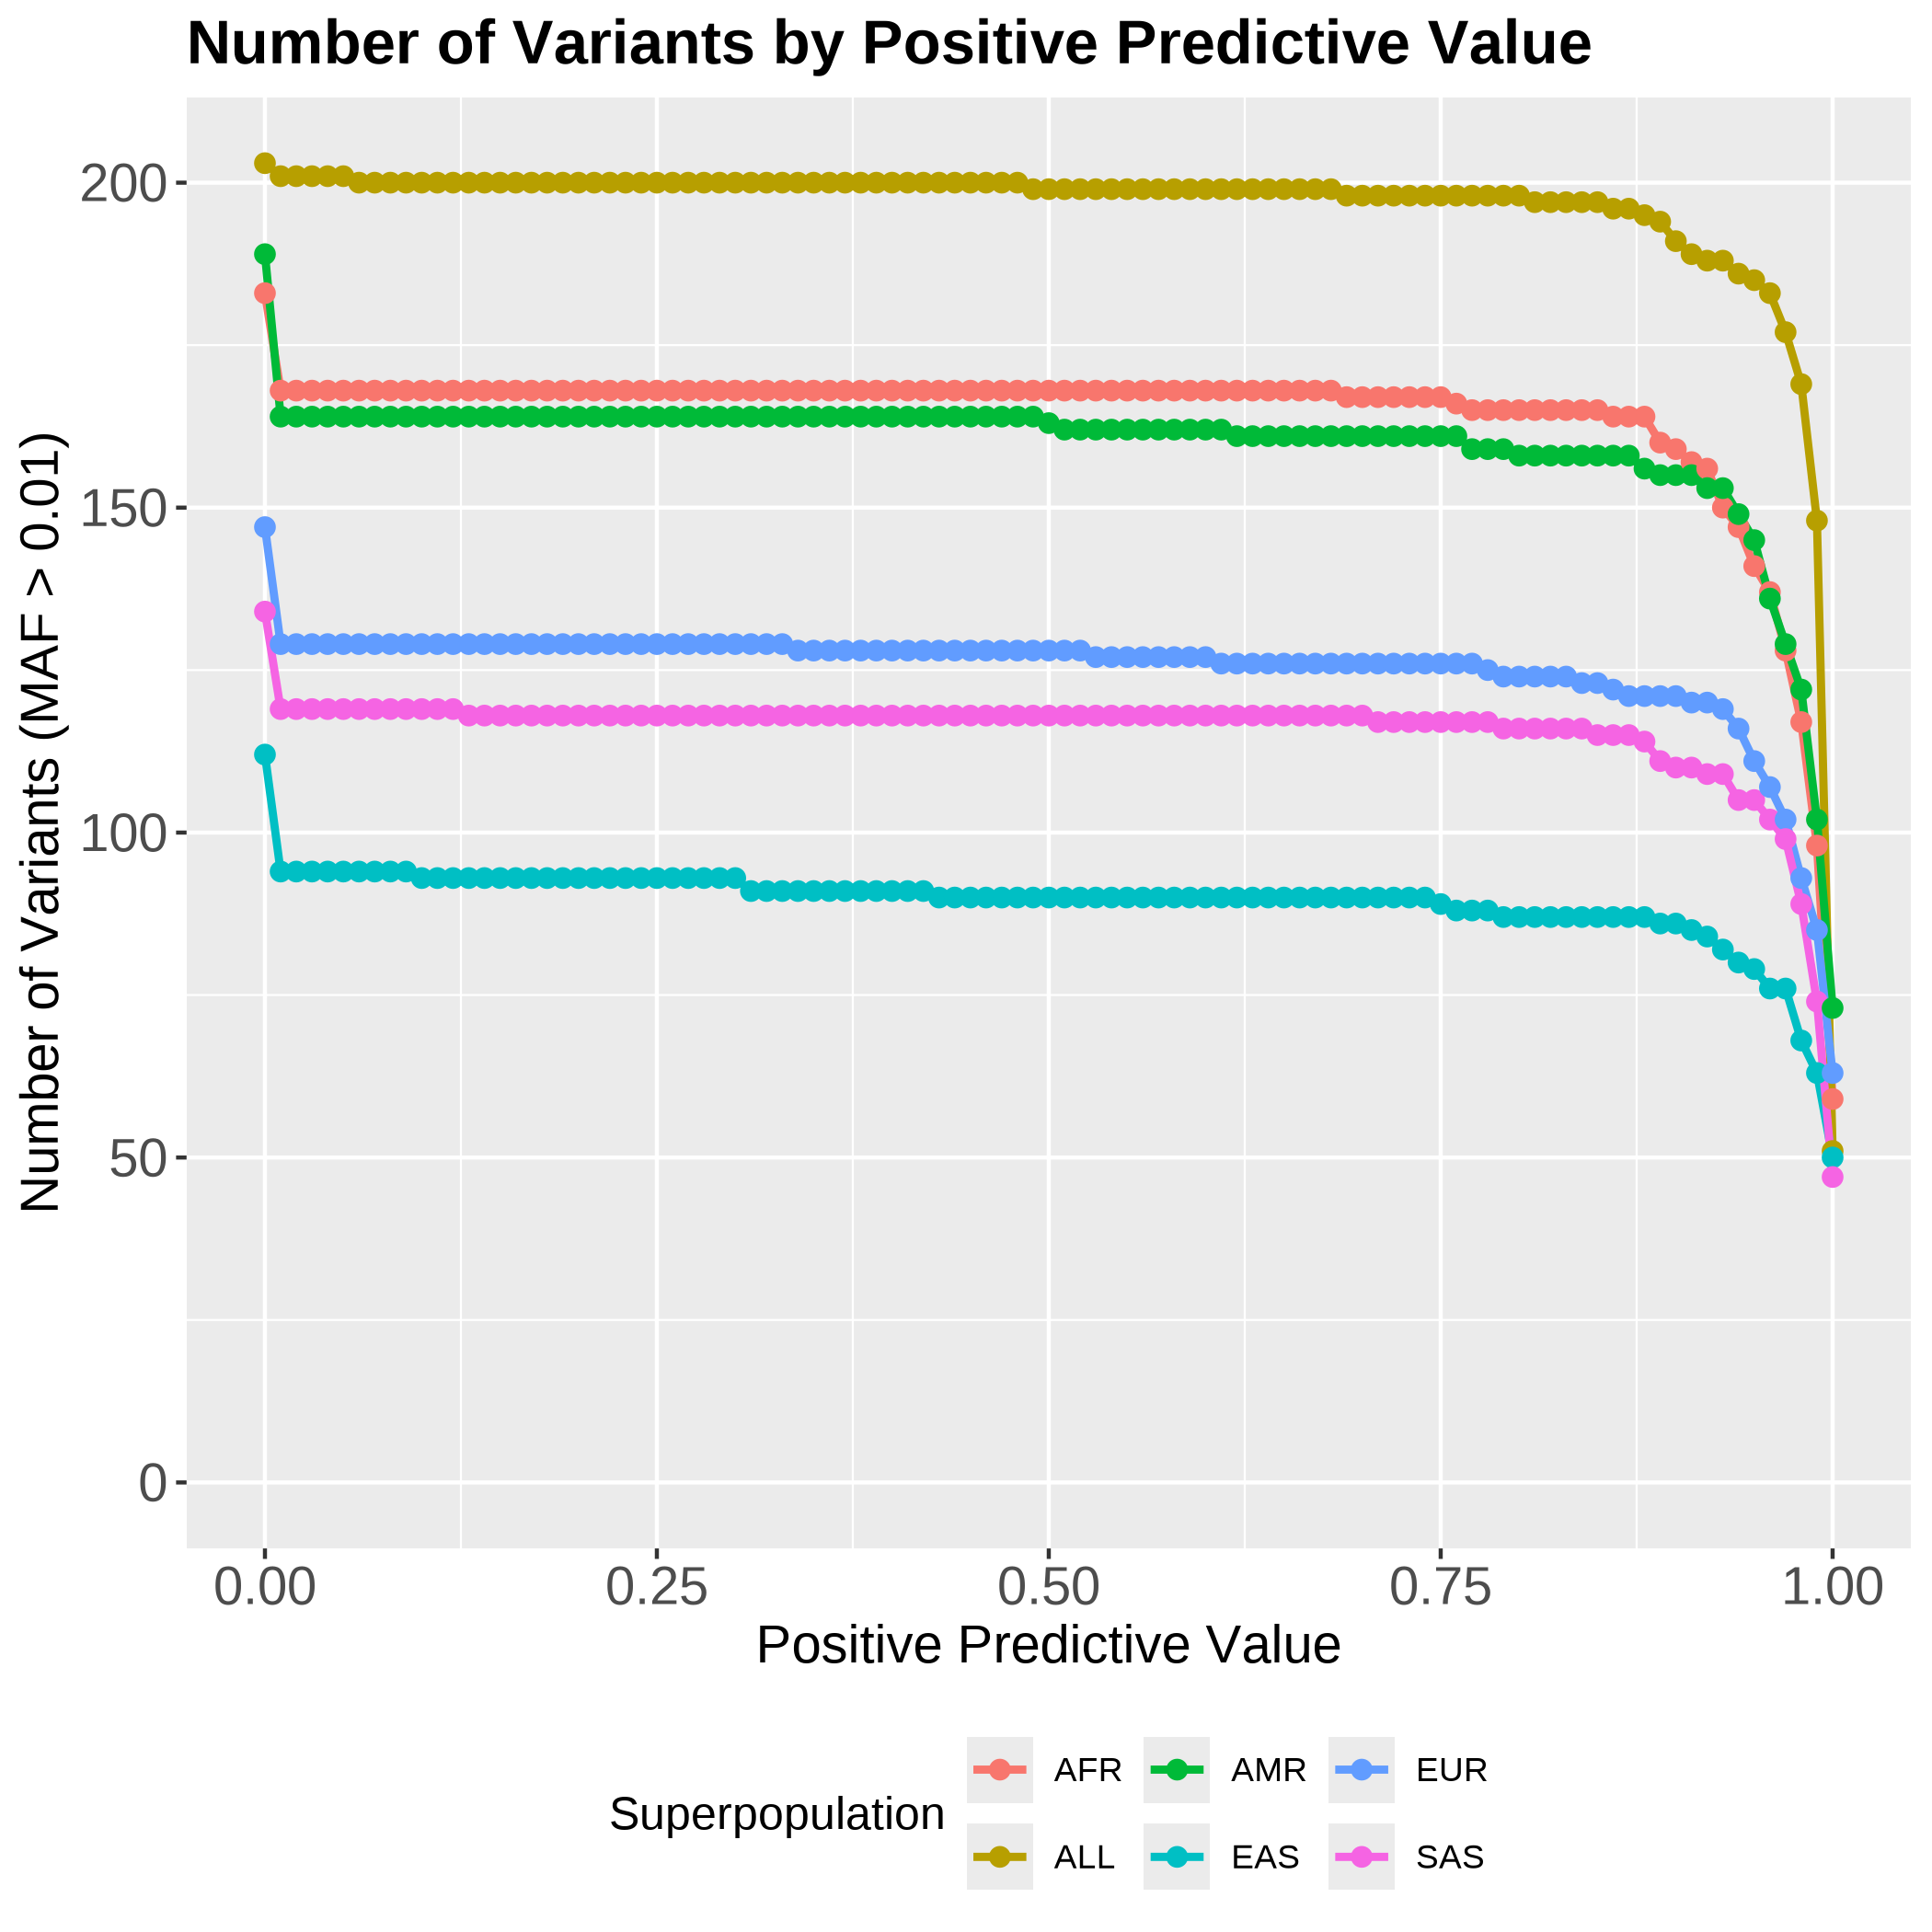 Number of Variants by Positive Predictive Value
Number of Variants (MAF > 0.01)
200
150
100
50
0
0.00 0.25 0.50 0.75 1.00
Positive Predictive Value
Superpopulation
AFR AMR EUR
ALL EAS SAS